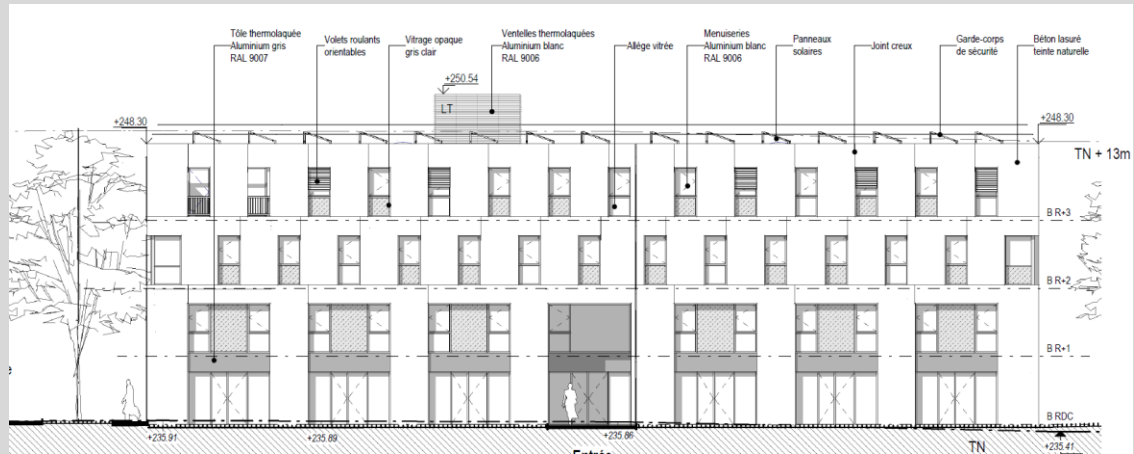 Tôle thermolaquée
Aluminium gris
RAL 9007
Volets roulants
orientables
Vitrage opaque
gris clair
Ventelles thermolaquées
Aluminium blanc
RAL 9006
Allège vitrée
Menuiseries
Aluminium blanc
RAL 9006
Panneaux
solaires
Joint creux
Garde-corps
de sécurité
Béton lasuré
teinte naturelle
+250.54
LT
+248.30
+248.30
TN + 13m
B R+3
B R+2
B R+1
B RDC
+235.91
+235.89
+235.86
TN
+235.41
Entrée